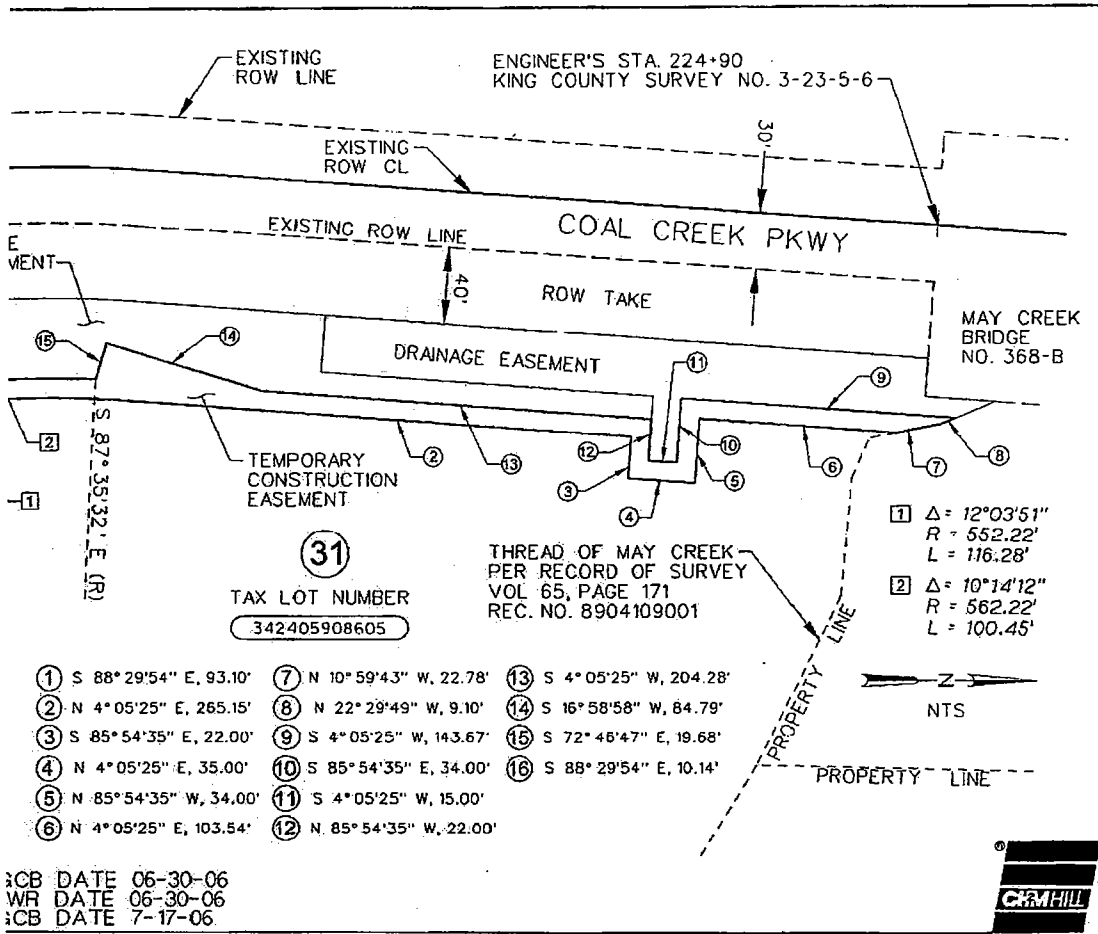 EXISTING
ROW LINE
ENGINEER'S STA. 224+90
KING COUNTY SURVEY NO. 3-23-5-6
EXISTING
ROW CL
30'
EXISTING ROW LINE
COAL CREEK PKWY
E
MENT
40'
ROW TAKE
MAY CREEK
BRIDGE
NO. 368-B
15
14
DRAINAGE EASEMENT
11
9
2
S 87°35'32" E (R)
TEMPORARY
CONSTRUCTION
EASEMENT
2
13
12
10
3
5
4
6
7
8
1
31
TAX LOT NUMBER
342405908605
THREAD OF MAY CREEK
PER RECORD OF SURVEY
VOL 65, PAGE 171
REC. NO. 8904109001
1 Δ = 12°03'51"
R = 552.22'
L = 116.28'
2 Δ = 10°14'12"
R = 562.22'
L = 100.45'
PROPERTY LINE
N
NTS
PROPERTY LINE
1 S 88°29'54" E, 93.10'
2 N 4°05'25" E, 265.15'
3 S 85°54'35" E, 22.00'
4 N 4°05'25" E, 35.00'
5 N 85°54'35" W, 34.00'
6 N 4°05'25" E, 103.54'
7 N 10°59'43" W, 22.78'
8 N 22°29'49" W, 9.10'
9 S 4°05'25" W, 143.67'
10 S 85°54'35" E, 34.00'
11 S 4°05'25" W, 15.00'
12 N 85°54'35" W, 22.00'
13 S 4°05'25" W, 204.28'
14 S 16°58'58" W, 84.79'
15 S 72°46'47" E, 19.68'
16 S 88°29'54" E, 10.14'
GCB DATE 06-30-06
WR DATE 06-30-06
GCB DATE 7-17-06
®
CH2MHILL